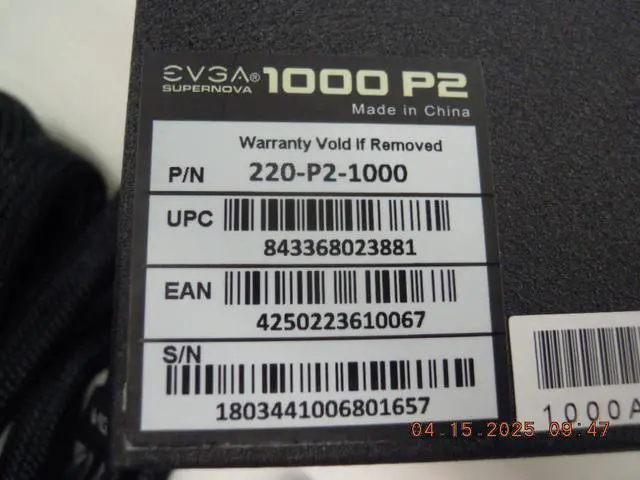 EVGA® SUPERNOVA 1000 P2
Made in China
Warranty Void If Removed
P/N 220-P2-1000
UPC
843368023881
EAN
4250223610067
S/N
1803441006801657
1000A
04.15.2025 09:47